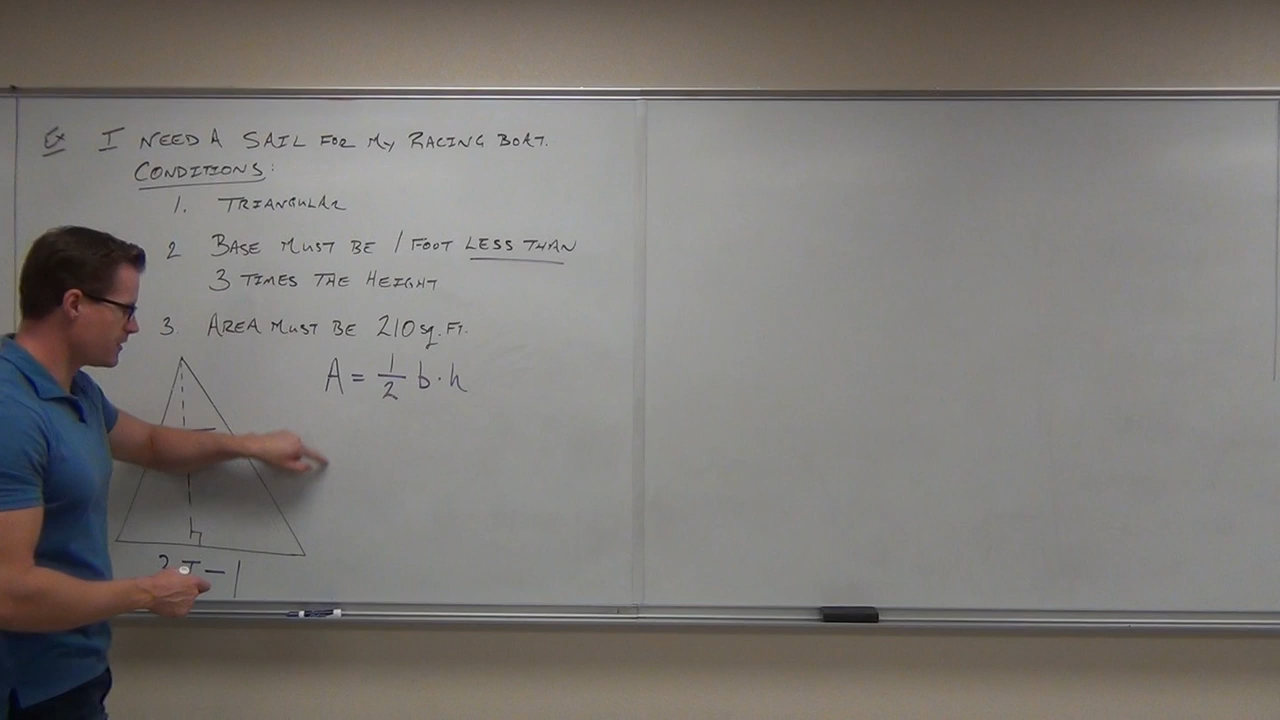 Ex I NEED A SAIL FOR MY RACING BOAT.
CONDITIONS:
1. TRIANGULAR
2 BASE MUST BE 1 FOOT LESS THAN
3 TIMES THE HEIGHT
3. AREA MUST BE 210 sq. FT.
A = 1/2 b · h
- 1